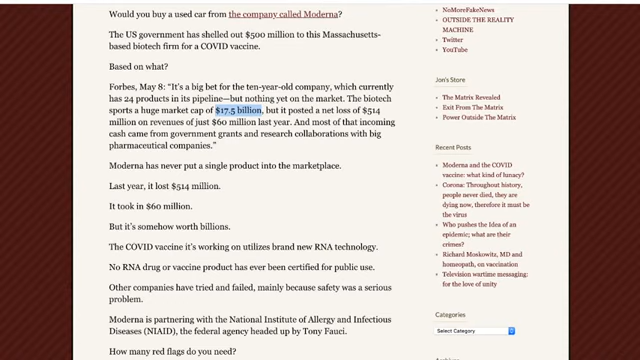 Would you buy a used car from the company called Moderna?
The US government has shelled out $500 million to this Massachusetts-
based biotech firm for a COVID vaccine.
Based on what?
Forbes, May 8: “It’s a big bet for the ten-year-old company, which currently
has 24 products in its pipeline—but nothing yet on the market. The biotech
sports a huge market cap of $17.5 billion, but it posted a net loss of $514
million on revenues of just $60 million last year. And most of that incoming
cash came from government grants and research collaborations with big
pharmaceutical companies.”
Moderna has never put a single product into the marketplace.
Last year, it lost $514 million.
It took in $60 million.
But it’s somehow worth billions.
The COVID vaccine it’s working on utilizes brand new RNA technology.
No RNA drug or vaccine product has ever been certified for public use.
Other companies have tried and failed, mainly because safety was a serious
problem.
Moderna is partnering with the National Institute of Allergy and Infectious
Diseases (NIAID), the federal agency headed up by Tony Fauci.
How many red flags do you need?
NoMoreFakeNews
OUTSIDE THE REALITY
MACHINE
Twitter
YouTube
Jon's Store
The Matrix Revealed
Exit From The Matrix
Power Outside The Matrix
Recent Posts
Moderna and the COVID
vaccine: what kind of lunacy?
Corona: Throughout history,
people never died, they are
dying now, therefore it must be
the virus
Who pushes the Idea of an
epidemic; what are their
crimes?
Richard Moskowitz, MD and
homeopath, on vaccination
Television wartime messaging:
for the love of unity
Categories
Select Category